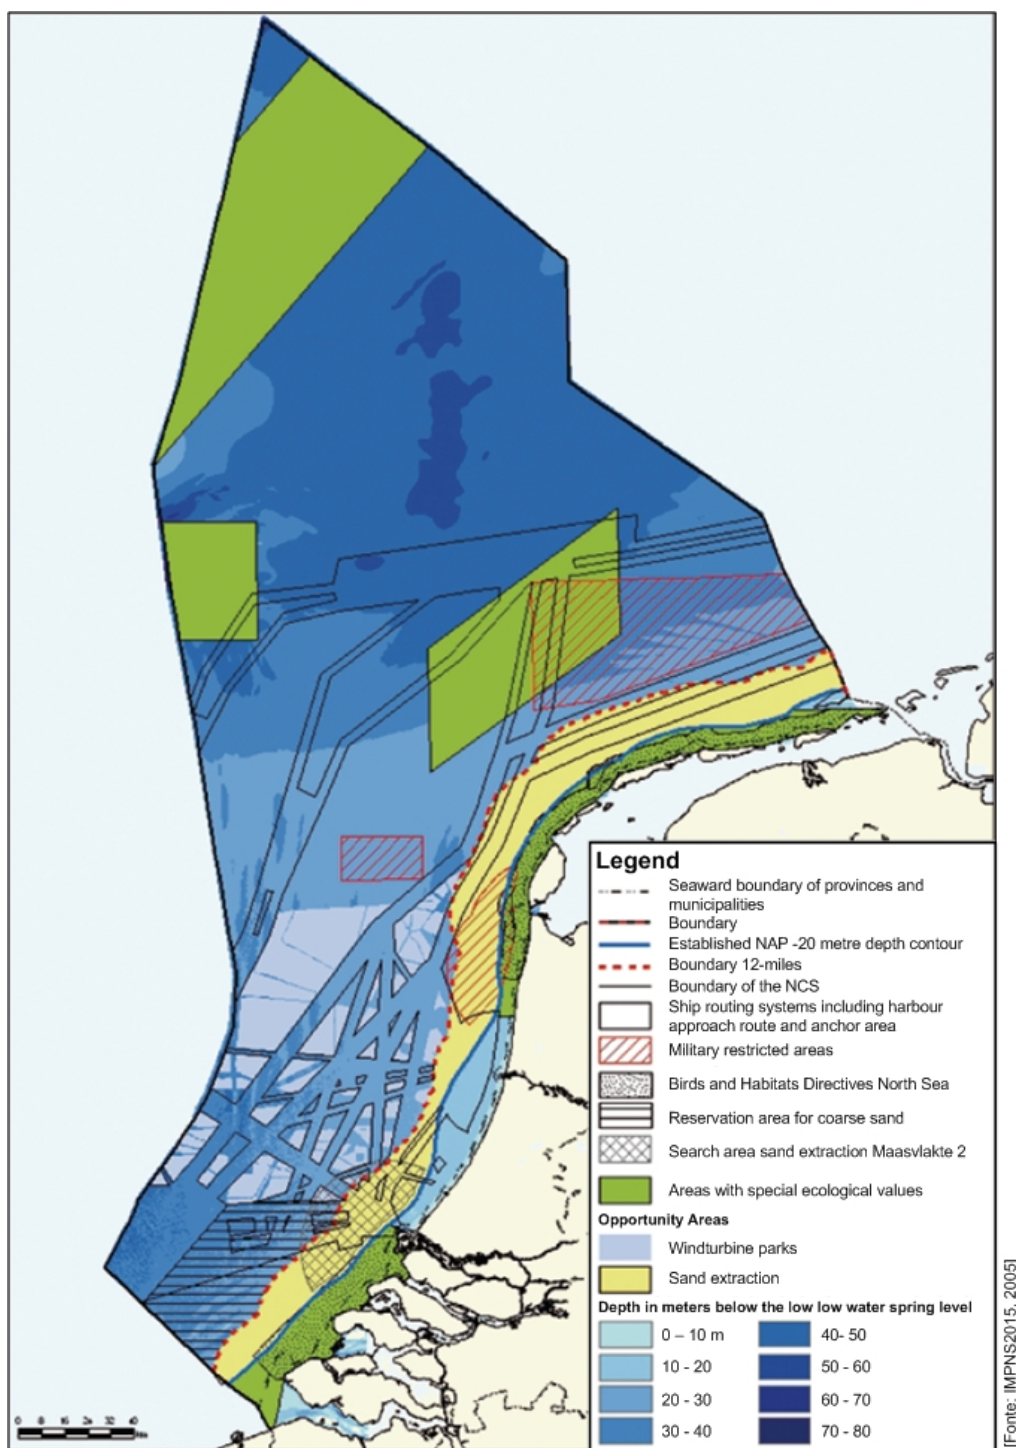 Legend
Seaward boundary of provinces and
municipalities
Boundary
Established NAP -20 metre depth contour
Boundary 12-miles
Boundary of the NCS
Ship routing systems including harbour
approach route and anchor area
Military restricted areas
Birds and Habitats Directives North Sea
Reservation area for coarse sand
Search area sand extraction Maasvlakte 2
Areas with special ecological values
Opportunity Areas
Windturbine parks
Sand extraction
Depth in meters below the low low water spring level
0 – 10 m
10 - 20
20 - 30
30 - 40
40- 50
50 - 60
60 - 70
70 - 80
[Fonte: IMPNS2015, 2005]